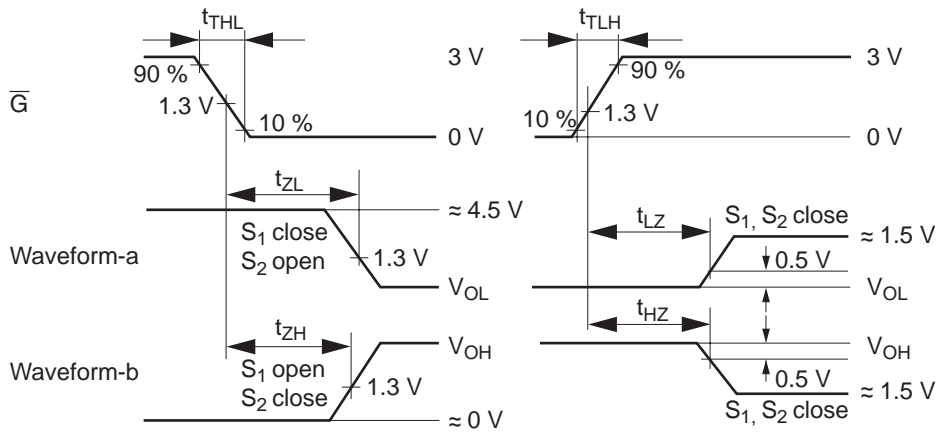 tTHL
tTLH
3 V
3 V
90 %
90 %
G
1.3 V
1.3 V
10 %
10 %
0 V
0 V
tZL
≈ 4.5 V
tLZ
S1, S2 close
S1 close
≈ 1.5 V
Waveform-a
S2 open
1.3 V
0.5 V
VOL
VOL
tZH
tHZ
VOH
VOH
S1 open
Waveform-b
1.3 V
0.5 V
S2 close
≈ 1.5 V
≈ 0 V
S1, S2 close